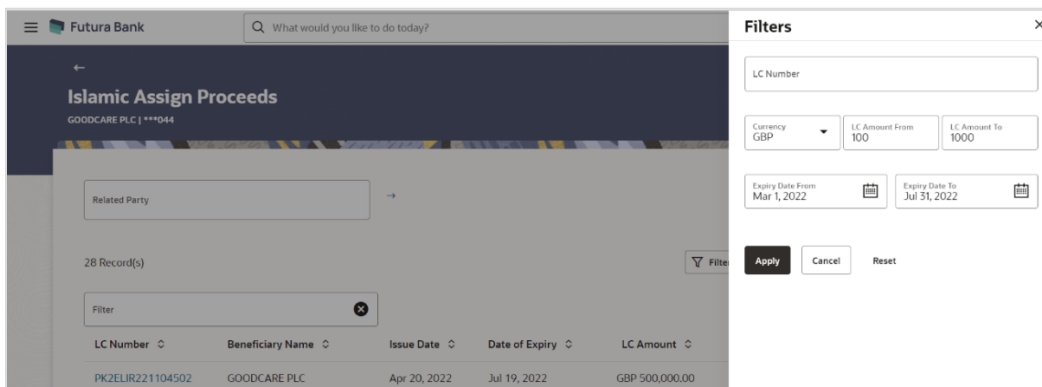 Futura Bank
What would you like to do today?
Islamic Assign Proceeds
GOODCARE PLC | ***044
Related Party
28 Record(s)
Filter
Filter
LC Number
Beneficiary Name
Issue Date
Date of Expiry
LC Amount
PK2ELIR221104502
GOODCARE PLC
Apr 20, 2022
Jul 19, 2022
GBP 500,000.00
Filters
LC Number
Currency
GBP
LC Amount From
100
LC Amount To
1000
Expiry Date From
Mar 1, 2022
Expiry Date To
Jul 31, 2022
Apply
Cancel
Reset